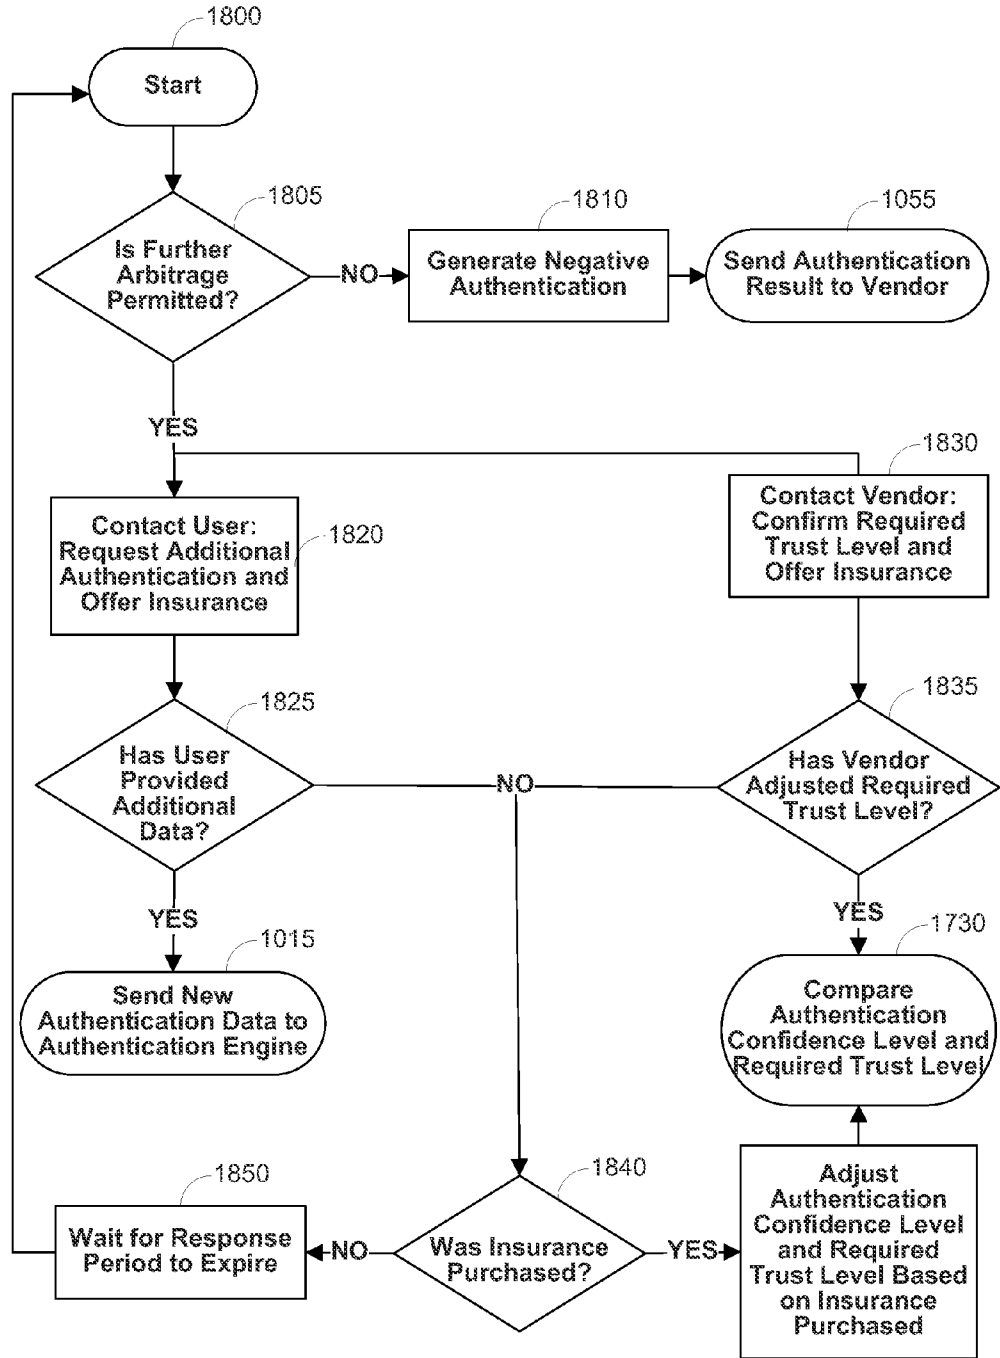 1800
Start
1805
Is Further
Arbitrage
Permitted?
NO
1810
Generate Negative
Authentication
1055
Send Authentication
Result to Vendor
YES
1820
Contact User:
Request Additional
Authentication and
Offer Insurance
1830
Contact Vendor:
Confirm Required
Trust Level and
Offer Insurance
1825
Has User
Provided
Additional
Data?
NO
1835
Has Vendor
Adjusted Required
Trust Level?
YES
1015
Send New
Authentication Data to
Authentication Engine
YES
1730
Compare
Authentication
Confidence Level and
Required Trust Level
1850
Wait for Response
Period to Expire
NO
1840
Was Insurance
Purchased?
YES
Adjust
Authentication
Confidence Level
and Required
Trust Level Based
on Insurance
Purchased